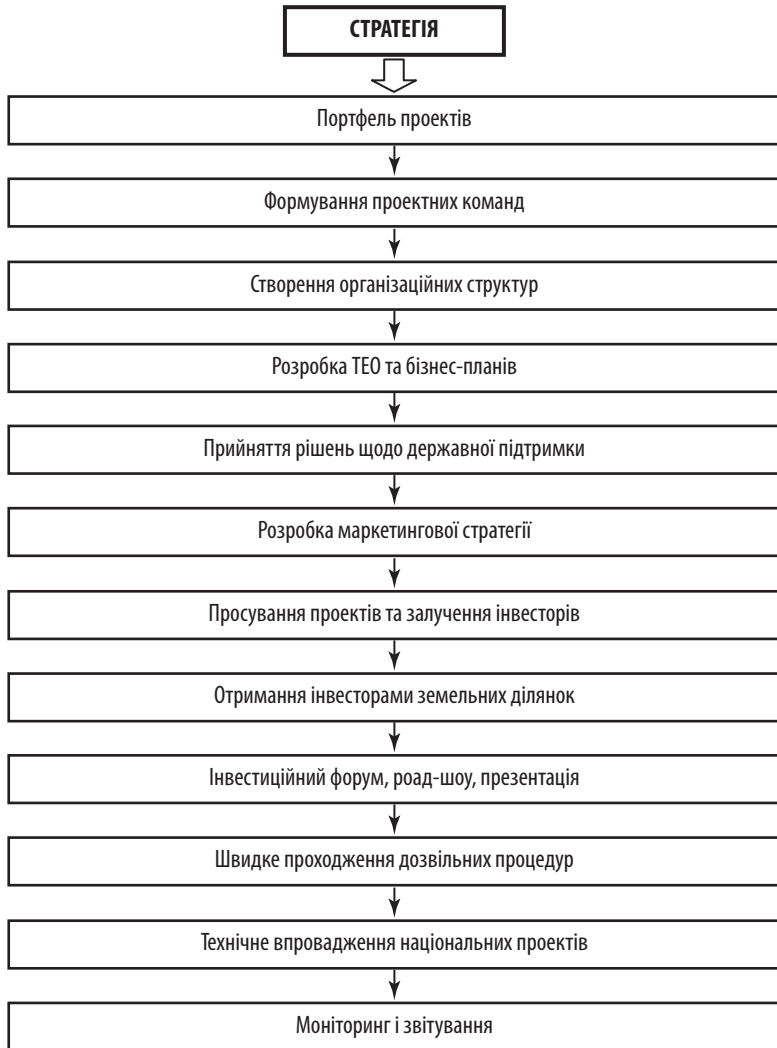 СТРАТЕГІЯ
Портфель проектів
Формування проектних команд
Створення організаційних структур
Розробка ТЕО та бізнес-планів
Прийняття рішень щодо державної підтримки
Розробка маркетингової стратегії
Просування проектів та залучення інвесторів
Отримання інвесторами земельних ділянок
Інвестиційний форум, роад-шоу, презентація
Швидке проходження дозвільних процедур
Технічне впровадження національних проектів
Моніторинг і звітування